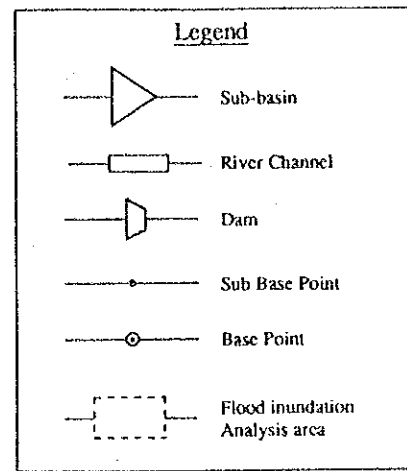 Legend
Sub-basin
River Channel
Dam
Sub Base Point
Base Point
Flood inundation
Analysis area